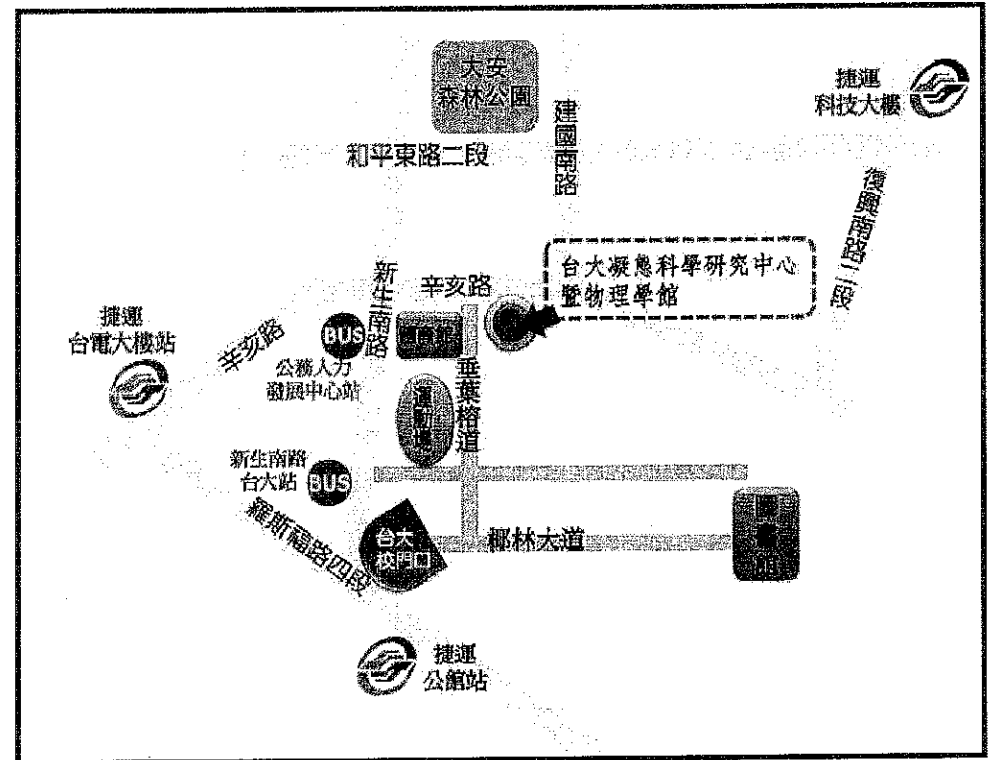 大安
森林公園
捷運
科技大樓
建國南路
和平東路二段
復興南路二段
台大凝態科學研究中心
暨物理學館
新生南路
辛亥路
捷運
台電大樓站
辛亥路
BUS
公務人力
發展中心站
垂葉榕道
運動場
新生南路
台大站
BUS
羅斯福路四段
台大
校門口
椰林大道
捷運
公館站